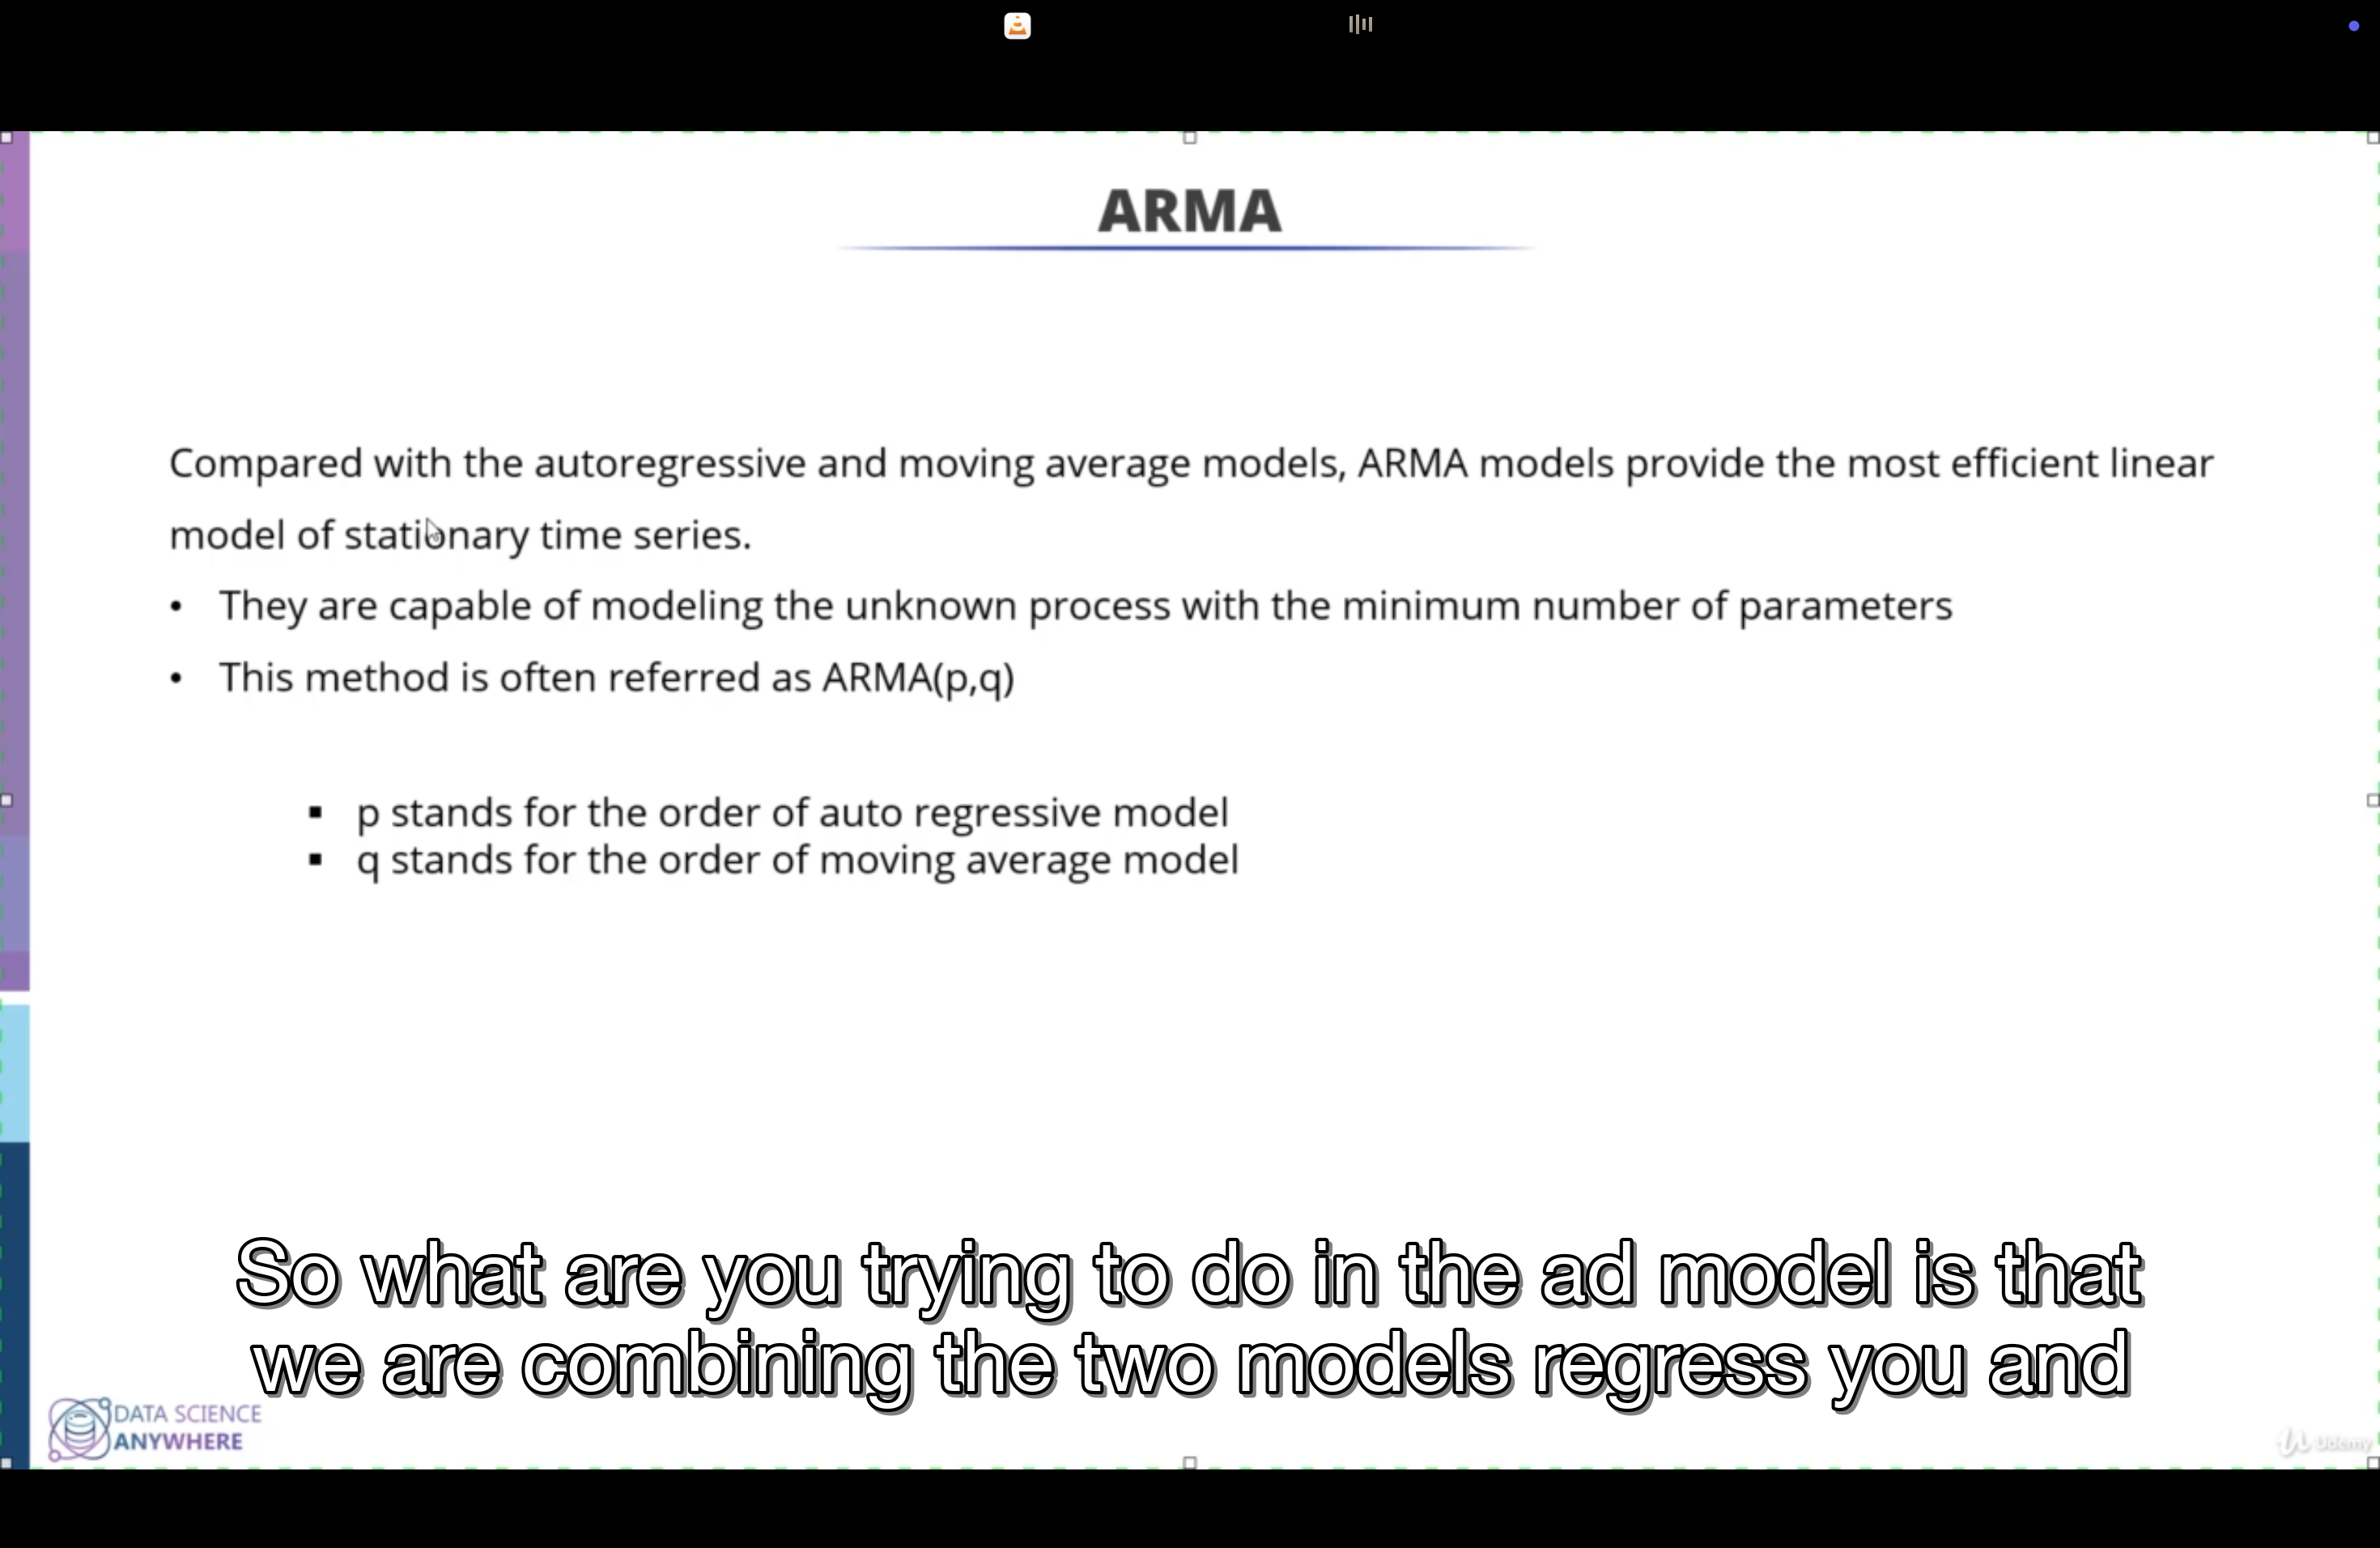 ARMA
Compared with the autoregressive and moving average models, ARMA models provide the most efficient linear
model of stationary time series.
• They are capable of modeling the unknown process with the minimum number of parameters
• This method is often referred as ARMA(p,q)
▪ p stands for the order of auto regressive model
▪ q stands for the order of moving average model
So what are you trying to do in the ad model is that
we are combining the two models regress you and
DATA SCIENCE
ANYWHERE
Udemy